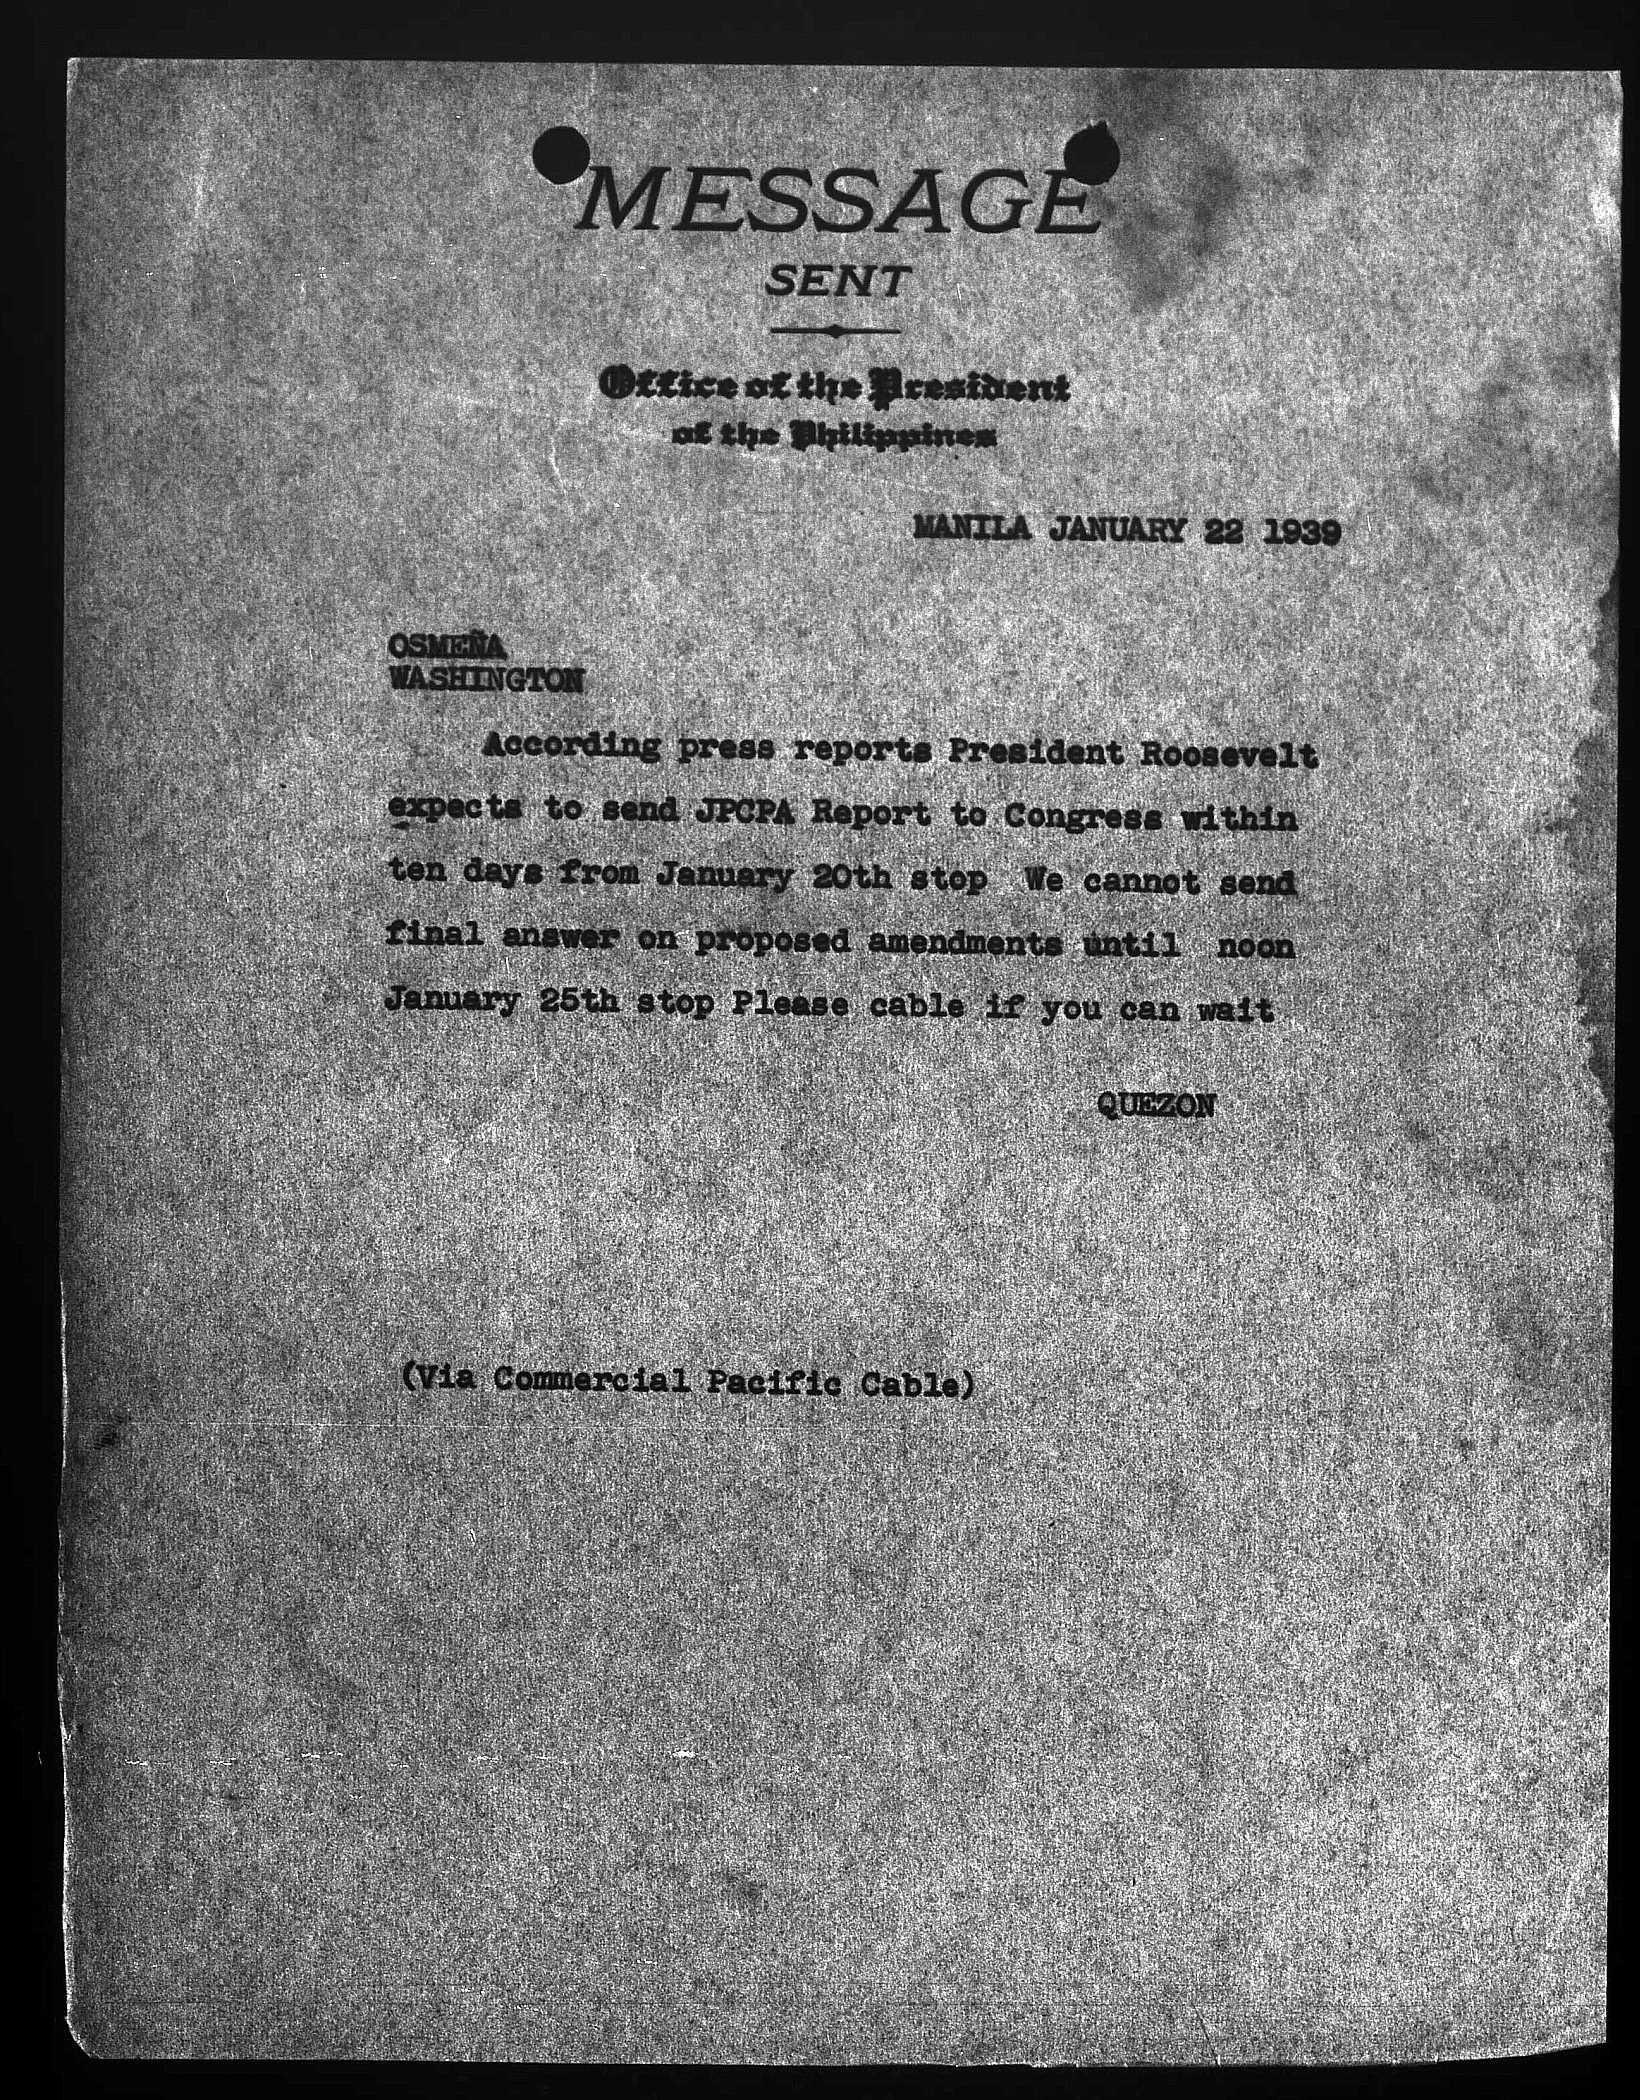 MESSAGE
SENT
Office of the President
of the Philippines
MANILA JANUARY 22 1939
OSMEÑA
WASHINGTON
According press reports President Roosevelt
expects to send JPCPA Report to Congress within
ten days from January 20th stop We cannot send
final answer on proposed amendments until noon
January 25th stop Please cable if you can wait
QUEZON
(Via Commercial Pacific Cable)